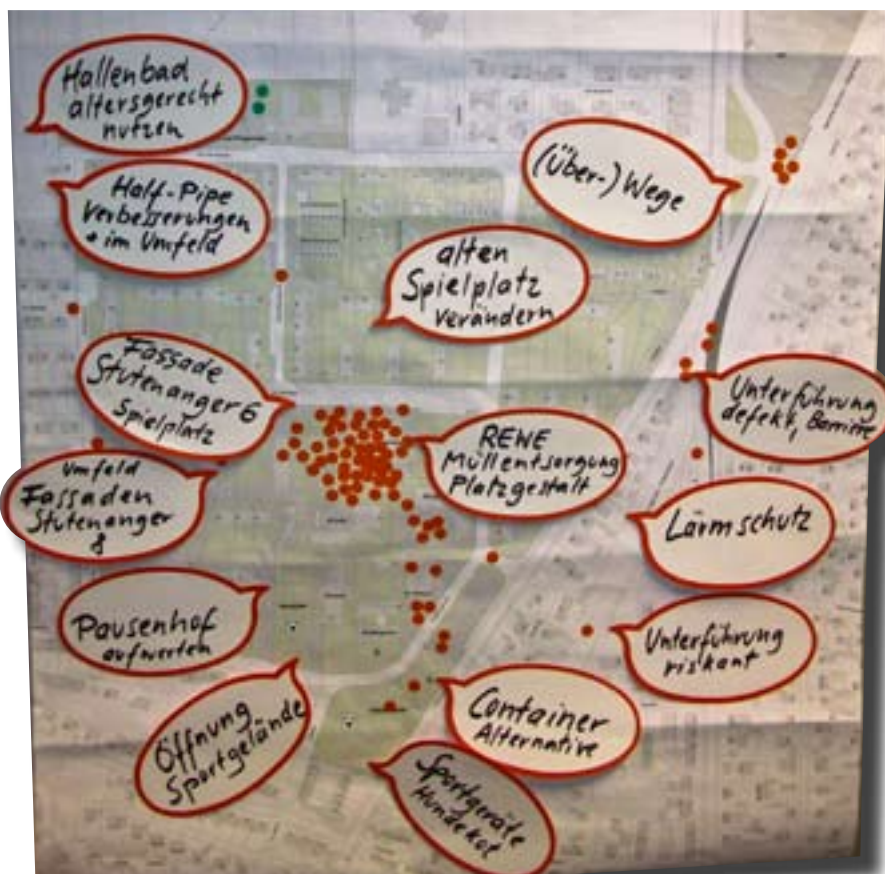 Hallenbad
altersgerecht
nutzen
Half-Pipe
Verbesserungen
+ im Umfeld
(Über-) Wege
alten
Spielplatz
verändern
Fassade
Stutenanger 6
Spielplatz
Unterführung
defekt, Barriere
RENE
Müllentsorgung
Platzgestalt
Umfeld
Fassaden
Stutenanger
8
Lärmschutz
Pausenhof
aufwerten
Unterführung
riskant
Öffnung
Sportgelände
Container
Alternative
Sportgeräte
Hundekot